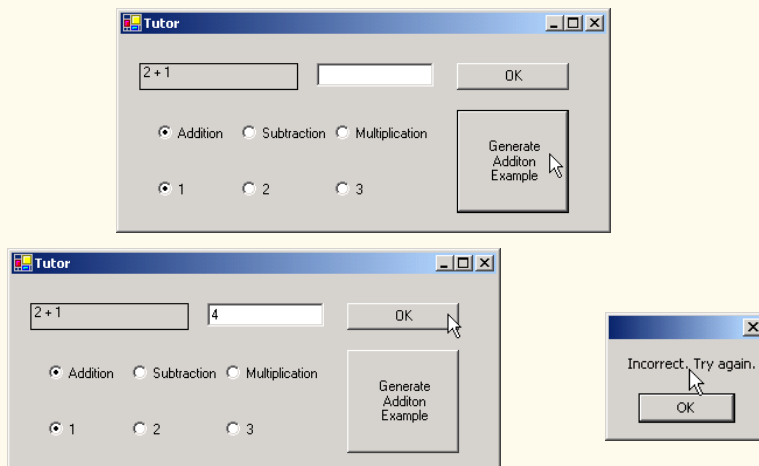 Tutor
2 + 1
OK
Addition Subtraction Multiplication
Generate
Additon
Example
1 2 3
Tutor
2 + 1 4 OK
Addition Subtraction Multiplication
Generate
Additon
Example
1 2 3
Incorrect. Try again.
OK